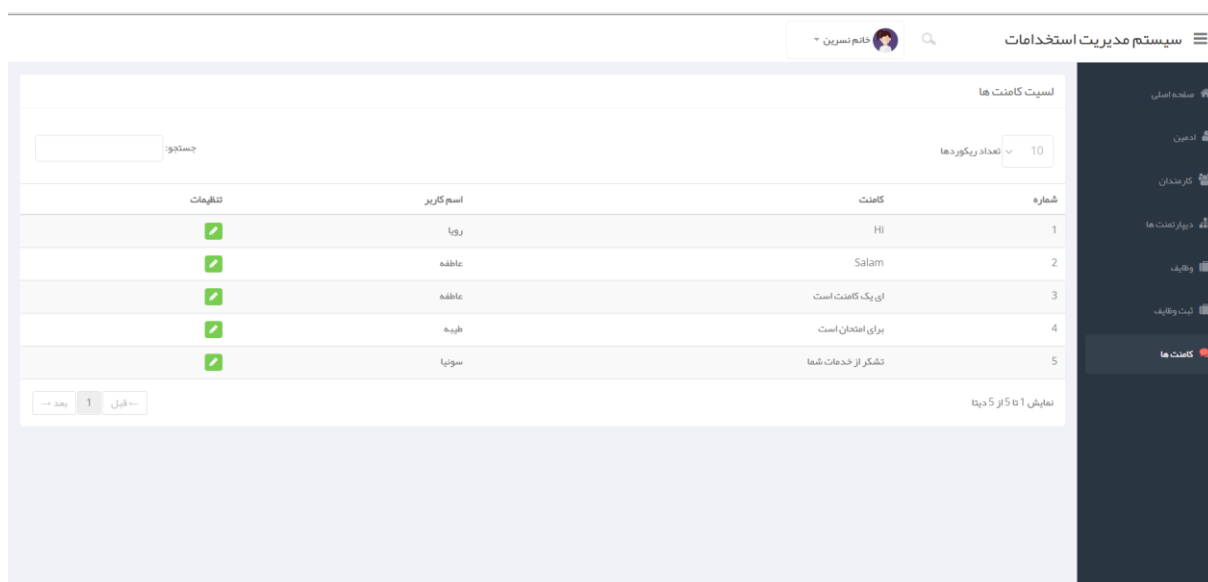 سیستم مدیریت استخدامات
خانم نسرین
صفحه اصلی
ادمین
کارمندان
دیپارتمنت ها
وظایف
ثبت وظایف
کامنت ها
لسیت کامنت ها
10 تعداد ریکوردها
جستجو:
شماره کامنت اسم کاربر تنظیمات
1 Hi رویا
2 Salam عاطفه
3 ای یک کامنت است عاطفه
4 برای امتحان است طیبه
5 تشکر از خدمات شما سونیا
نمایش 1 تا 5 از 5 دیتا
←قبل 1 بعد →